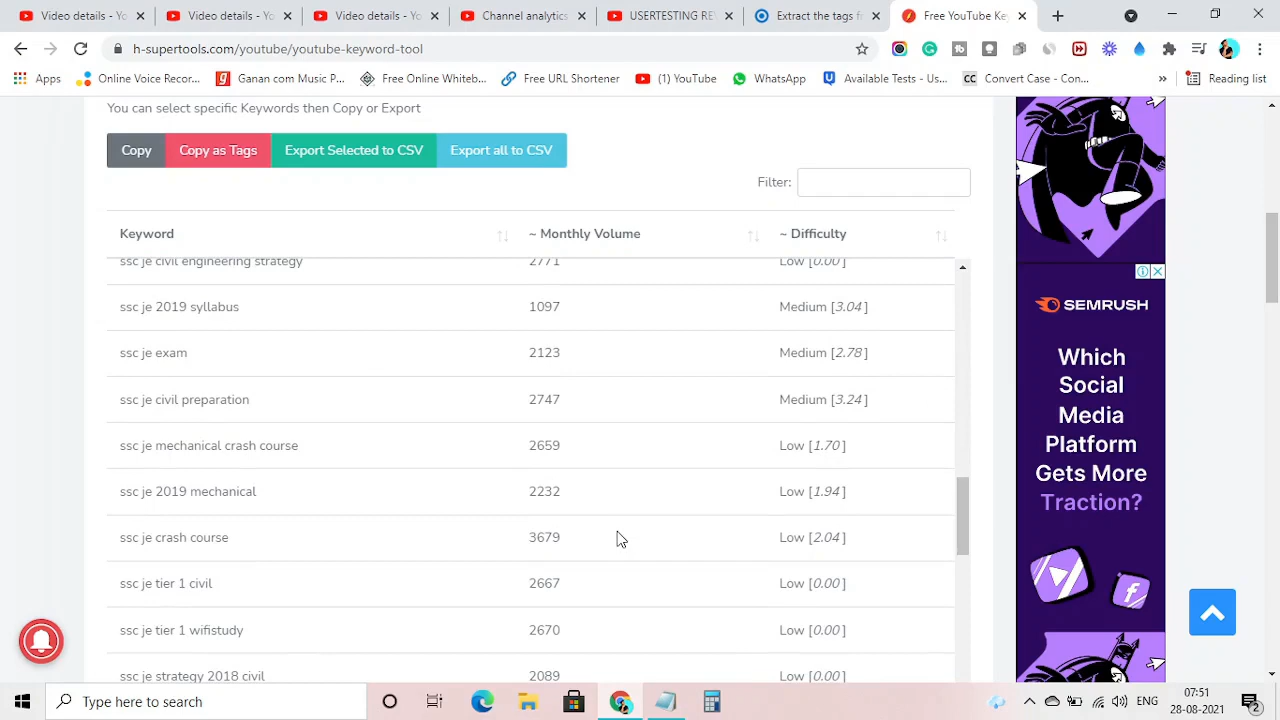 Video details - Yo
Video details - Yo
Video details - Yo
Channel analytics
USERTESTING RE
Extract the tags f
Free YouTube Key
h-supertools.com/youtube/youtube-keyword-tool
Apps
Online Voice Recor...
Ganan com Music P...
Free Online Writeb...
Free URL Shortener
(1) YouTube
WhatsApp
Available Tests - Us...
CC Convert Case - Con...
»
Reading list
You can select specific Keywords then Copy or Export
Copy
Copy as Tags
Export Selected to CSV
Export all to CSV
Filter:
Keyword ~ Monthly Volume ~ Difficulty
ssc je civil engineering strategy 2771 Low [0.00 ]
ssc je 2019 syllabus 1097 Medium [3.04 ]
ssc je exam 2123 Medium [2.78 ]
ssc je civil preparation 2747 Medium [3.24 ]
ssc je mechanical crash course 2659 Low [1.70 ]
ssc je 2019 mechanical 2232 Low [1.94 ]
ssc je crash course 3679 Low [2.04 ]
ssc je tier 1 civil 2667 Low [0.00 ]
ssc je tier 1 wifistudy 2670 Low [0.00 ]
ssc je strategy 2018 civil 2089 Low [0.00 ]
SEMRUSH
Which
Social
Media
Platform
Gets More
Traction?
Type here to search
ENG
07:51
28-08-2021
2